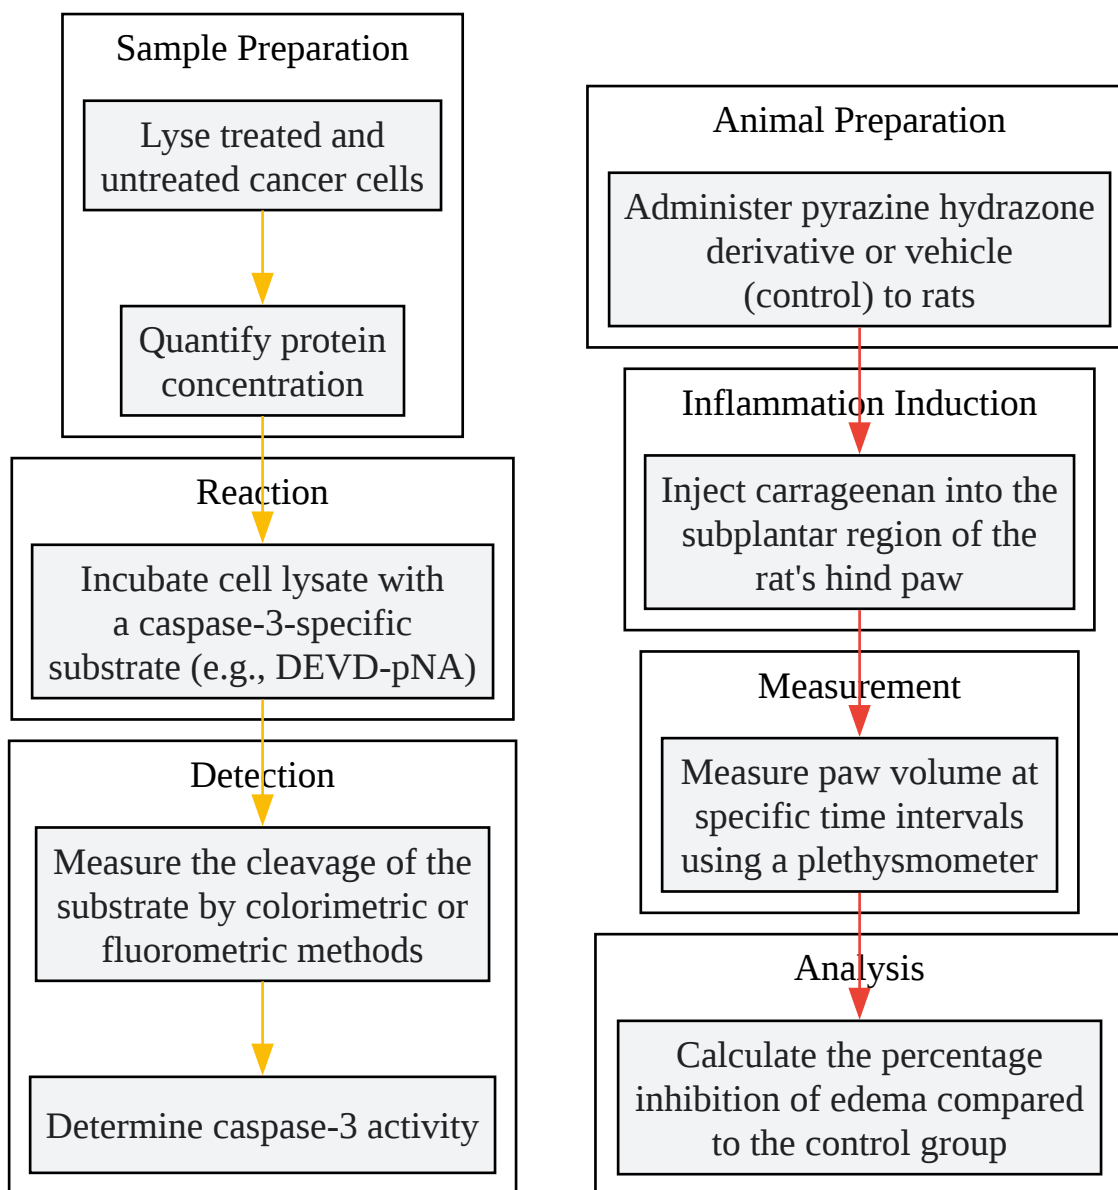 Sample Preparation
Lyse treated and
untreated cancer cells
Quantify protein
concentration
Reaction
Incubate cell lysate with
a caspase-3-specific
substrate (e.g., DEVD-pNA)
Detection
Measure the cleavage of the
substrate by colorimetric or
fluorometric methods
Determine caspase-3 activity
Animal Preparation
Administer pyrazine hydrazone
derivative or vehicle
(control) to rats
Inflammation Induction
Inject carrageenan into the
subplantar region of the
rat's hind paw
Measurement
Measure paw volume at
specific time intervals
using a plethysmometer
Analysis
Calculate the percentage
inhibition of edema compared
to the control group